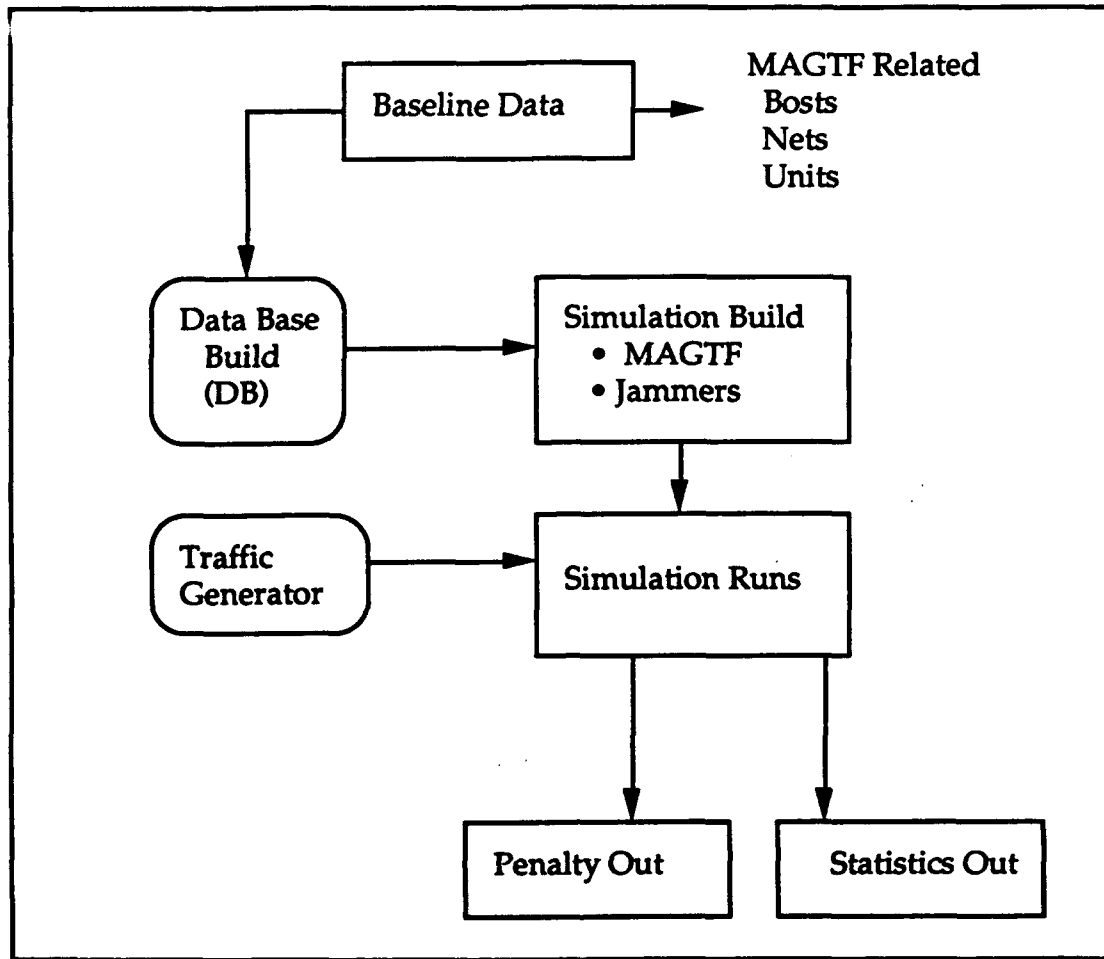 Baseline Data
MAGTF Related
Bosts
Nets
Units
Data Base
Build
(DB)
Simulation Build
• MAGTF
• Jammers
Traffic
Generator
Simulation Runs
Penalty Out
Statistics Out